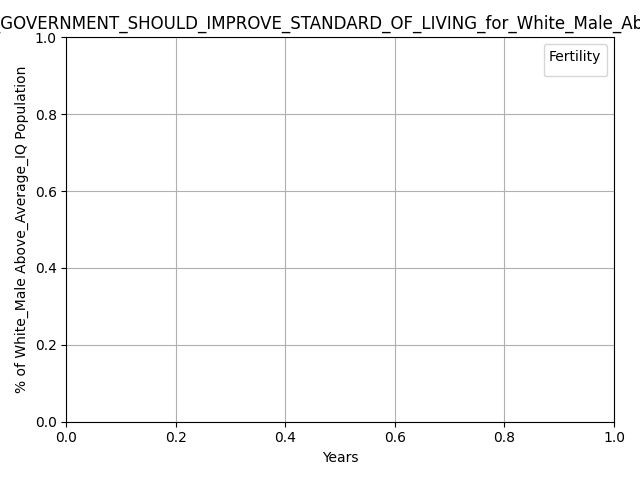 _GOVERNMENT_SHOULD_IMPROVE_STANDARD_OF_LIVING_for_White_Male_Ab
Fertility
% of White_Male Above_Average_IQ Population
1.0
0.8
0.6
0.4
0.2
0.0
0.0 0.2 0.4 0.6 0.8 1.0
Years